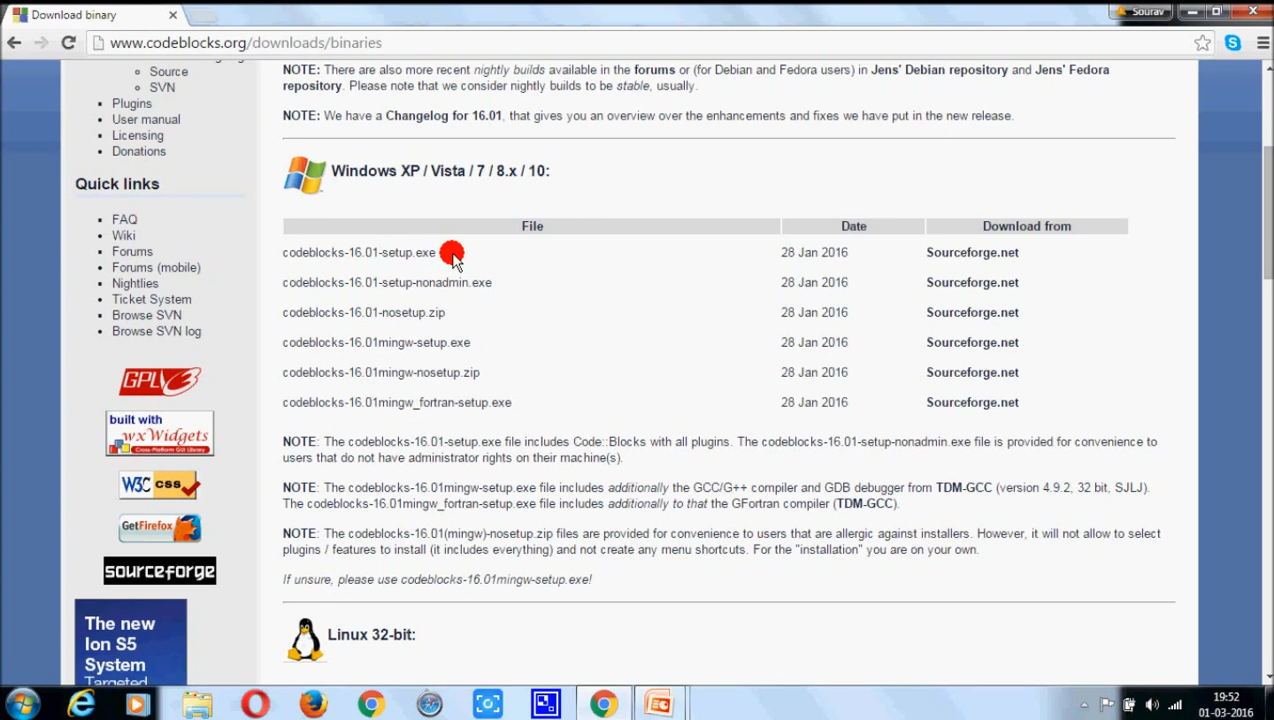 Download binary
Sourav
www.codeblocks.org/downloads/binaries
Source
SVN
Plugins
User manual
Licensing
Donations
Quick links
FAQ
Wiki
Forums
Forums (mobile)
Nightlies
Ticket System
Browse SVN
Browse SVN log
GPLv3
built with
wxWidgets
Cross-Platform GUI Library
W3C css
GetFirefox
sourceforge
The new
Ion S5
System
Targeted
NOTE: There are also more recent nightly builds available in the forums or (for Debian and Fedora users) in Jens' Debian repository and Jens' Fedora
repository. Please note that we consider nightly builds to be stable, usually.
NOTE: We have a Changelog for 16.01, that gives you an overview over the enhancements and fixes we have put in the new release.
Windows XP / Vista / 7 / 8.x / 10:
File Date Download from
codeblocks-16.01-setup.exe 28 Jan 2016 Sourceforge.net
codeblocks-16.01-setup-nonadmin.exe 28 Jan 2016 Sourceforge.net
codeblocks-16.01-nosetup.zip 28 Jan 2016 Sourceforge.net
codeblocks-16.01mingw-setup.exe 28 Jan 2016 Sourceforge.net
codeblocks-16.01mingw-nosetup.zip 28 Jan 2016 Sourceforge.net
codeblocks-16.01mingw_fortran-setup.exe 28 Jan 2016 Sourceforge.net
NOTE: The codeblocks-16.01-setup.exe file includes Code::Blocks with all plugins. The codeblocks-16.01-setup-nonadmin.exe file is provided for convenience to
users that do not have administrator rights on their machine(s).
NOTE: The codeblocks-16.01mingw-setup.exe file includes additionally the GCC/G++ compiler and GDB debugger from TDM-GCC (version 4.9.2, 32 bit, SJLJ).
The codeblocks-16.01mingw_fortran-setup.exe file includes additionally to that the GFortran compiler (TDM-GCC).
NOTE: The codeblocks-16.01(mingw)-nosetup.zip files are provided for convenience to users that are allergic against installers. However, it will not allow to select
plugins / features to install (it includes everything) and not create any menu shortcuts. For the "installation" you are on your own.
If unsure, please use codeblocks-16.01mingw-setup.exe!
Linux 32-bit:
19:52
01-03-2016